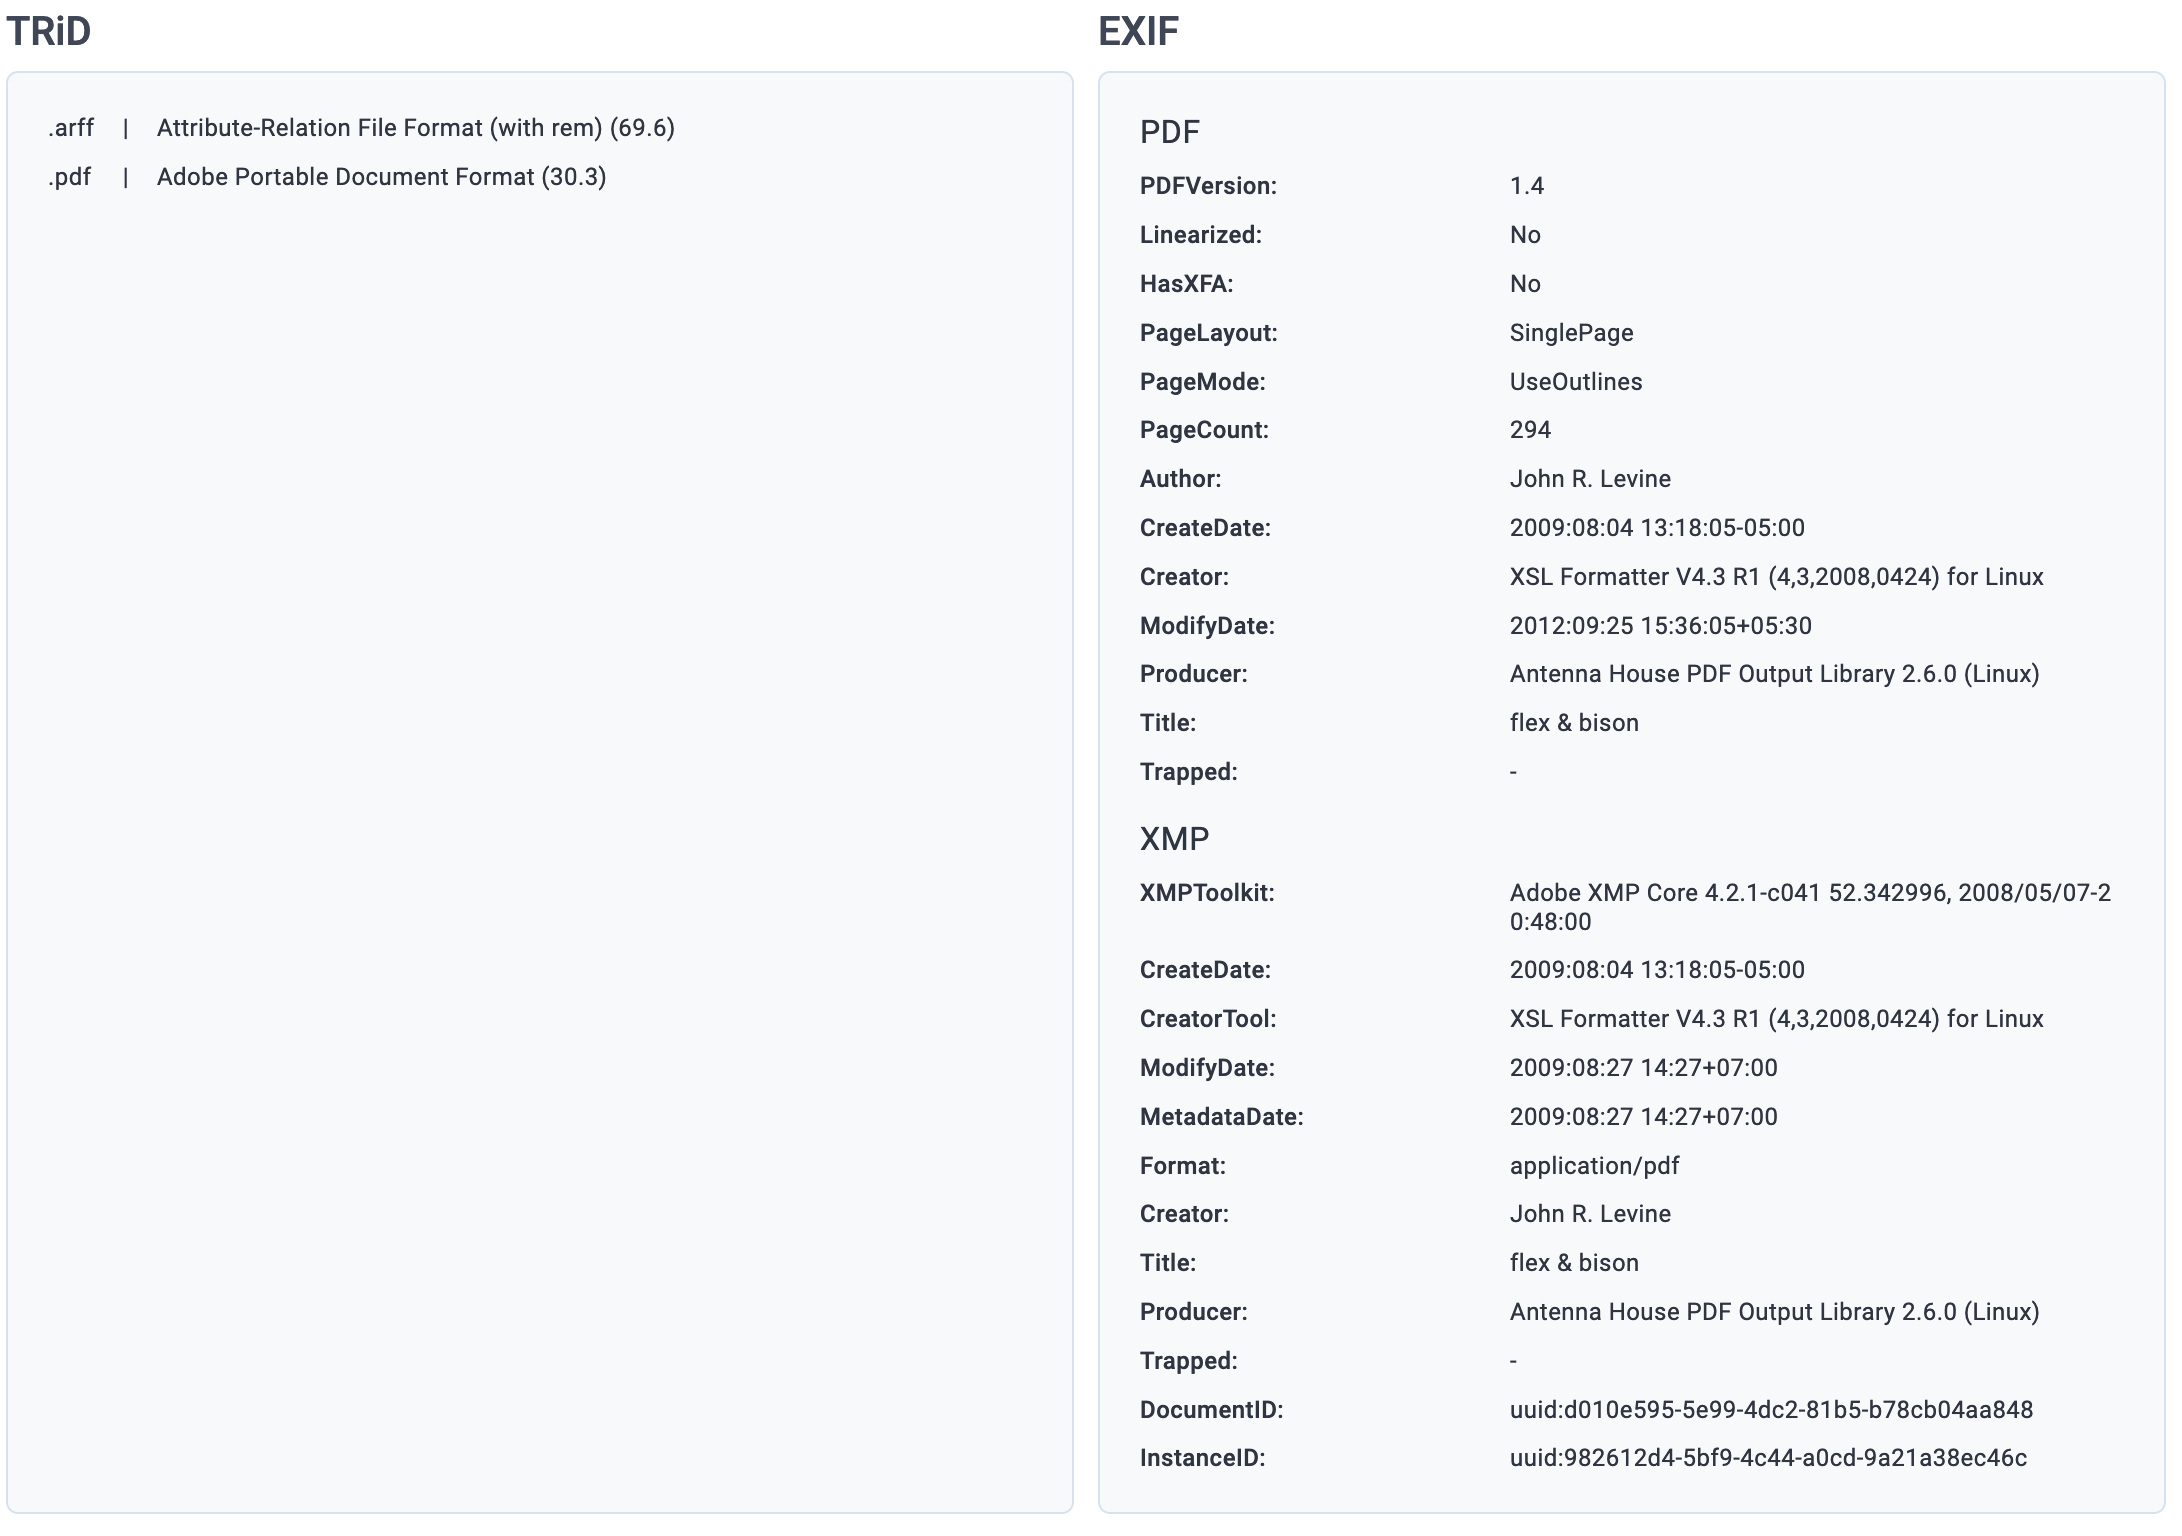 TRiD
.arff | Attribute-Relation File Format (with rem) (69.6)
.pdf | Adobe Portable Document Format (30.3)
EXIF
PDF
PDFVersion: 1.4
Linearized: No
HasXFA: No
PageLayout: SinglePage
PageMode: UseOutlines
PageCount: 294
Author: John R. Levine
CreateDate: 2009:08:04 13:18:05-05:00
Creator: XSL Formatter V4.3 R1 (4,3,2008,0424) for Linux
ModifyDate: 2012:09:25 15:36:05+05:30
Producer: Antenna House PDF Output Library 2.6.0 (Linux)
Title: flex & bison
Trapped: -
XMP
XMPToolkit: Adobe XMP Core 4.2.1-c041 52.342996, 2008/05/07-2
0:48:00
CreateDate: 2009:08:04 13:18:05-05:00
CreatorTool: XSL Formatter V4.3 R1 (4,3,2008,0424) for Linux
ModifyDate: 2009:08:27 14:27+07:00
MetadataDate: 2009:08:27 14:27+07:00
Format: application/pdf
Creator: John R. Levine
Title: flex & bison
Producer: Antenna House PDF Output Library 2.6.0 (Linux)
Trapped: -
DocumentID: uuid:d010e595-5e99-4dc2-81b5-b78cb04aa848
InstanceID: uuid:982612d4-5bf9-4c44-a0cd-9a21a38ec46c